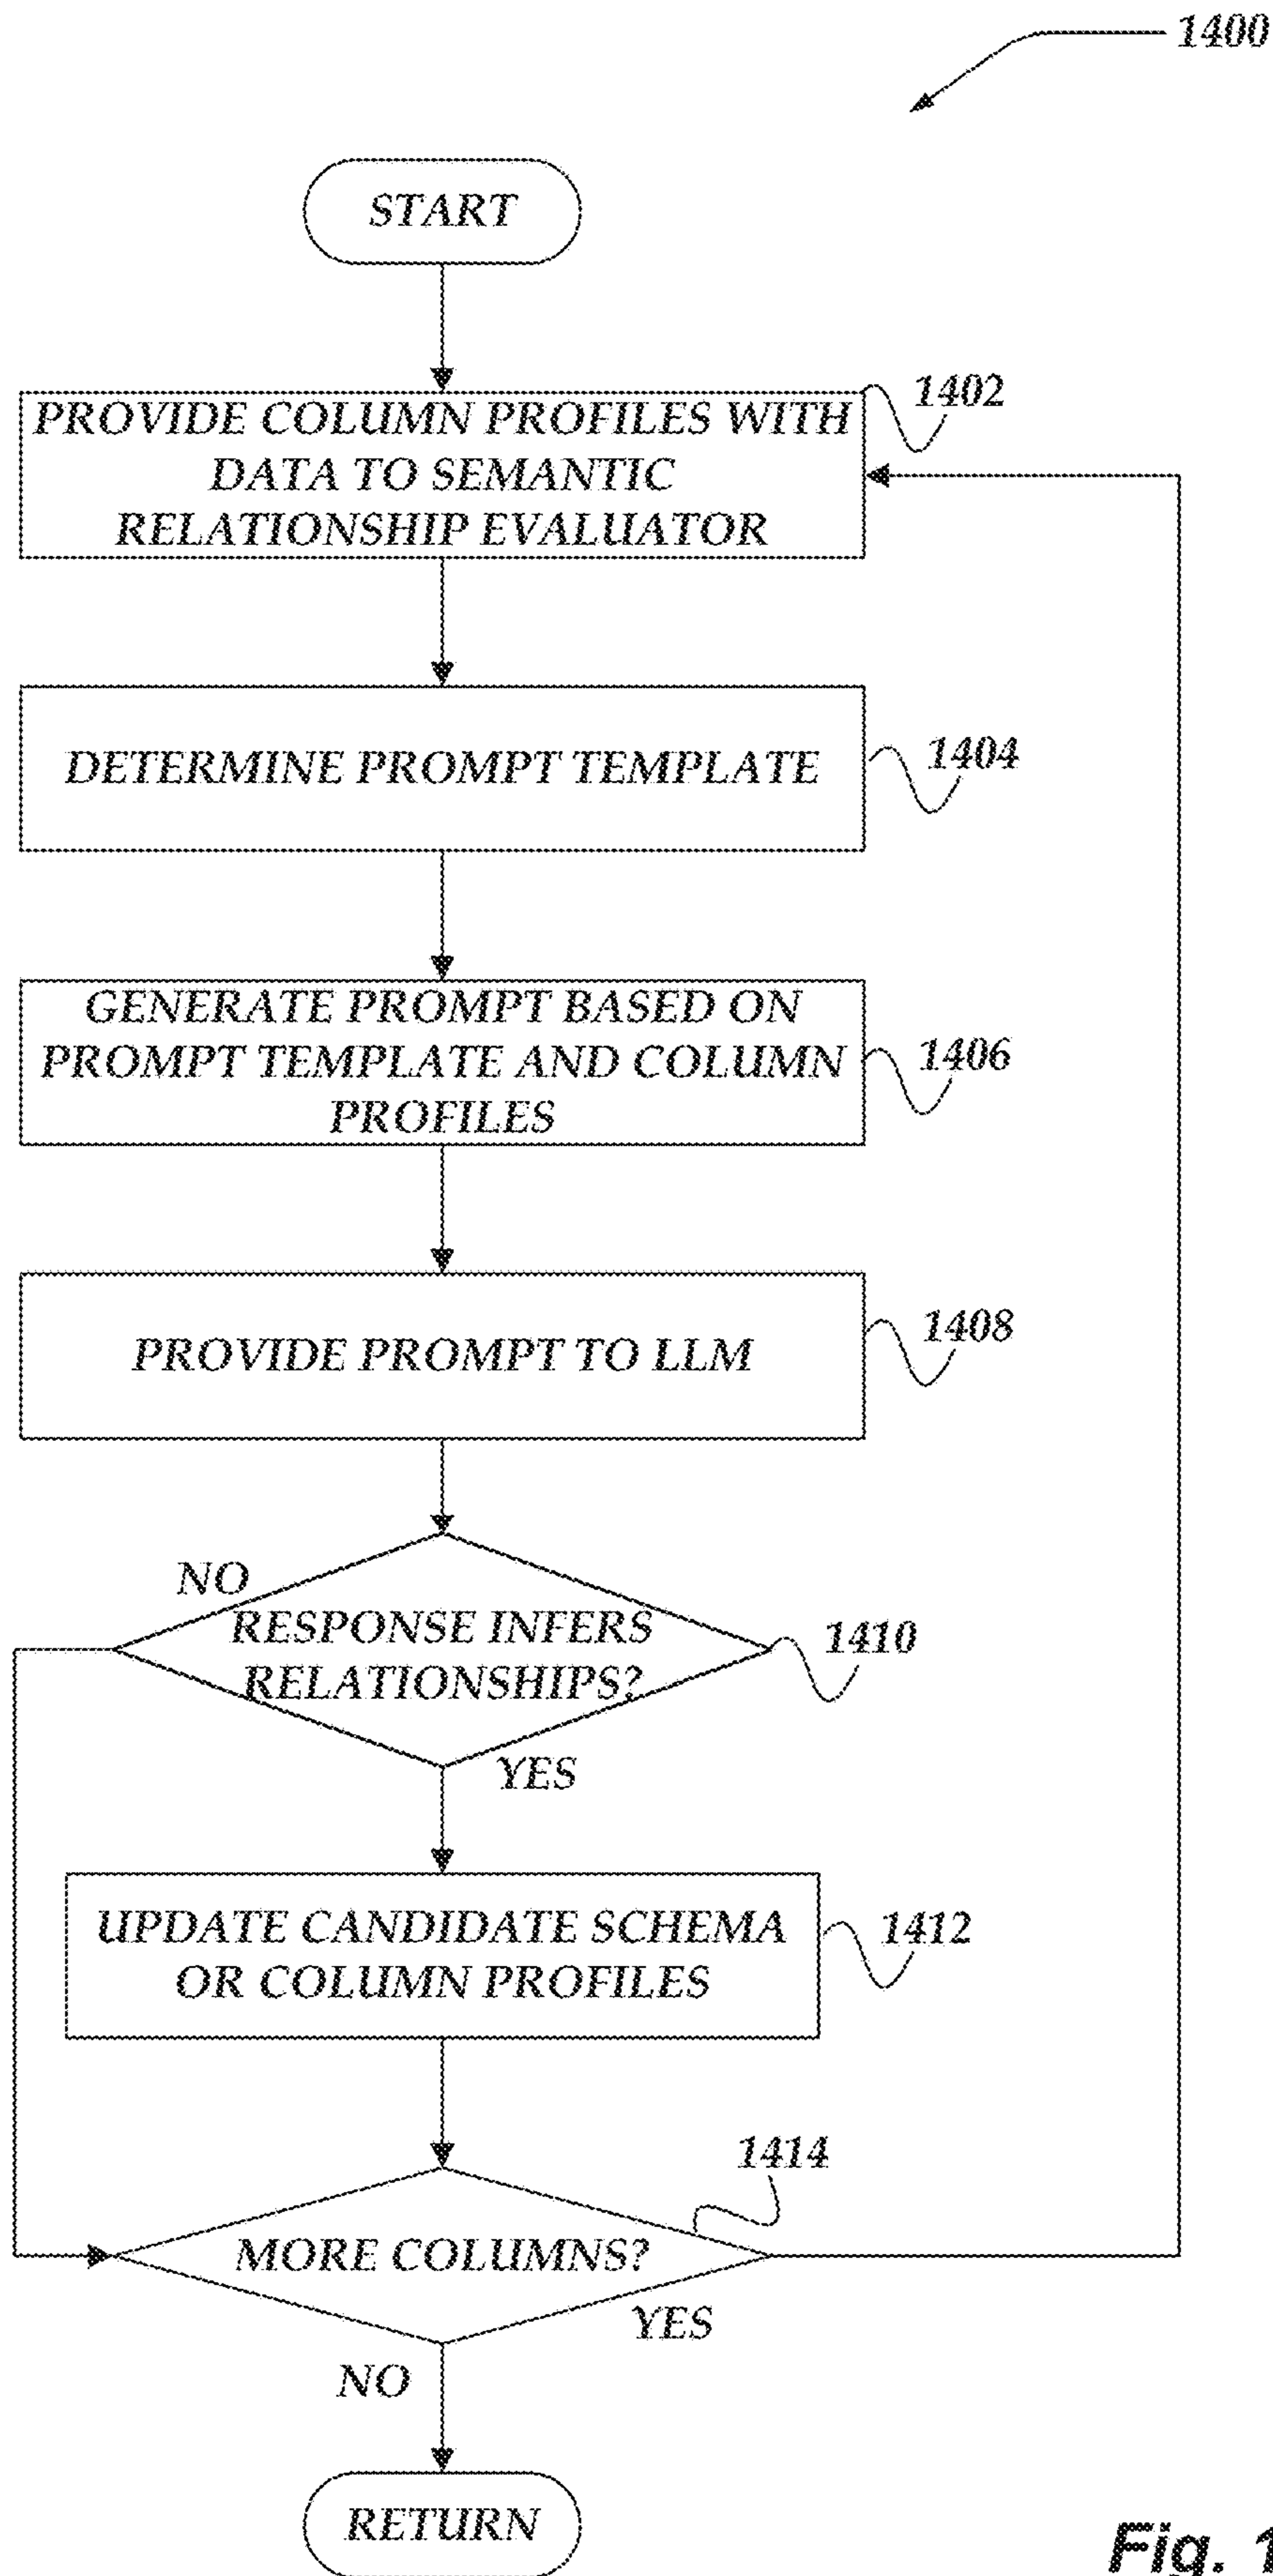 1400
START
PROVIDE COLUMN PROFILES WITH
DATA TO SEMANTIC
RELATIONSHIP EVALUATOR
1402
DETERMINE PROMPT TEMPLATE
1404
GENERATE PROMPT BASED ON
PROMPT TEMPLATE AND COLUMN
PROFILES
1406
PROVIDE PROMPT TO LLM
1408
NO
RESPONSE INFERS
RELATIONSHIPS?
1410
YES
UPDATE CANDIDATE SCHEMA
OR COLUMN PROFILES
1412
1414
MORE COLUMNS?
YES
NO
RETURN
Fig. 1